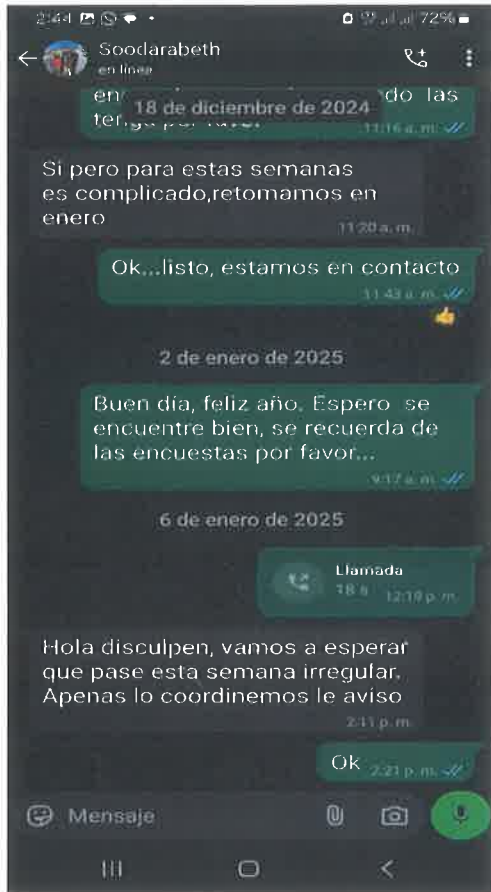 2:44
72%
Soodarabeth
en línea
18 de diciembre de 2024
do las
11:16 a. m.
Si pero para estas semanas
es complicado,retomamos en
enero
11:20 a. m.
Ok...listo, estamos en contacto
11:43 a. m.
2 de enero de 2025
Buen día, feliz año. Espero se
encuentre bien, se recuerda de
las encuestas por favor...
9:17 a. m.
6 de enero de 2025
Llamada
18 s
12:19 p. m.
Hola disculpen, vamos a esperar
que pase esta semana irregular.
Apenas lo coordinemos le aviso
2:11 p. m.
Ok
2:21 p. m.
Mensaje